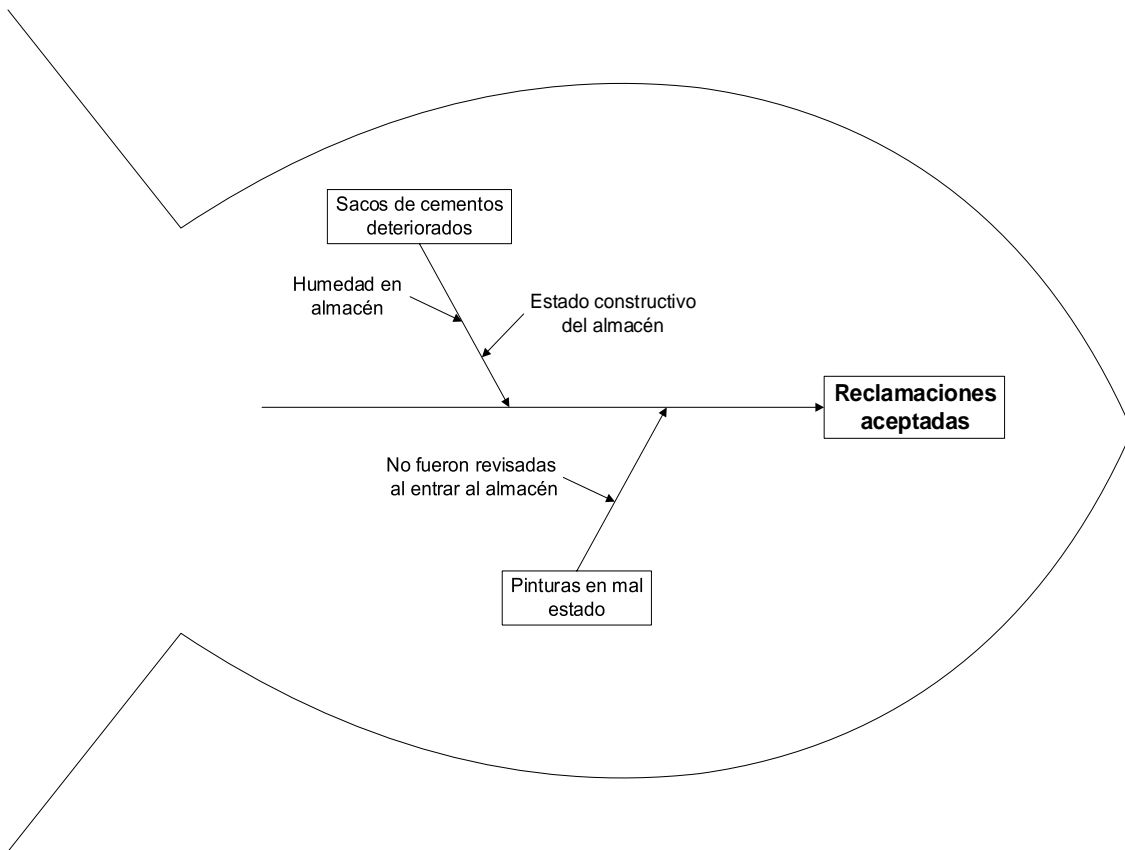 Sacos de cementos
deteriorados
Humedad en
almacén
Estado constructivo
del almacén
Reclamaciones
aceptadas
No fueron revisadas
al entrar al almacén
Pinturas en mal
estado